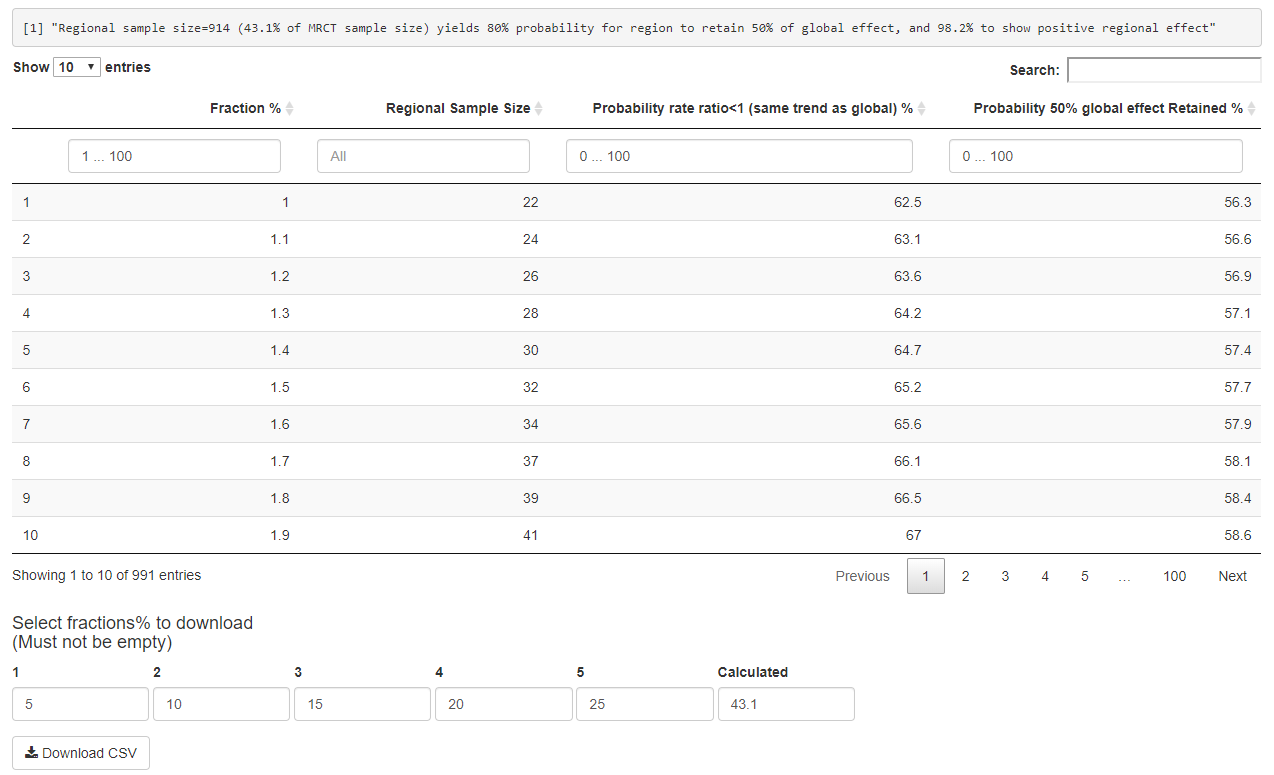 [1] "Regional sample size=914 (43.1% of MRCT sample size) yields 80% probability for region to retain 50% of global effect, and 98.2% to show positive regional effect"
Show 10 entries Search:
Fraction % Regional Sample Size Probability rate ratio<1 (same trend as global) % Probability 50% global effect Retained %
1 ... 100 All 0 ... 100 0 ... 100
1 1 22 62.5 56.3
2 1.1 24 63.1 56.6
3 1.2 26 63.6 56.9
4 1.3 28 64.2 57.1
5 1.4 30 64.7 57.4
6 1.5 32 65.2 57.7
7 1.6 34 65.6 57.9
8 1.7 37 66.1 58.1
9 1.8 39 66.5 58.4
10 1.9 41 67 58.6
Showing 1 to 10 of 991 entries Previous 1 2 3 4 5 ... 100 Next
Select fractions% to download
(Must not be empty)
1 2 3 4 5 Calculated
5 10 15 20 25 43.1
Download CSV